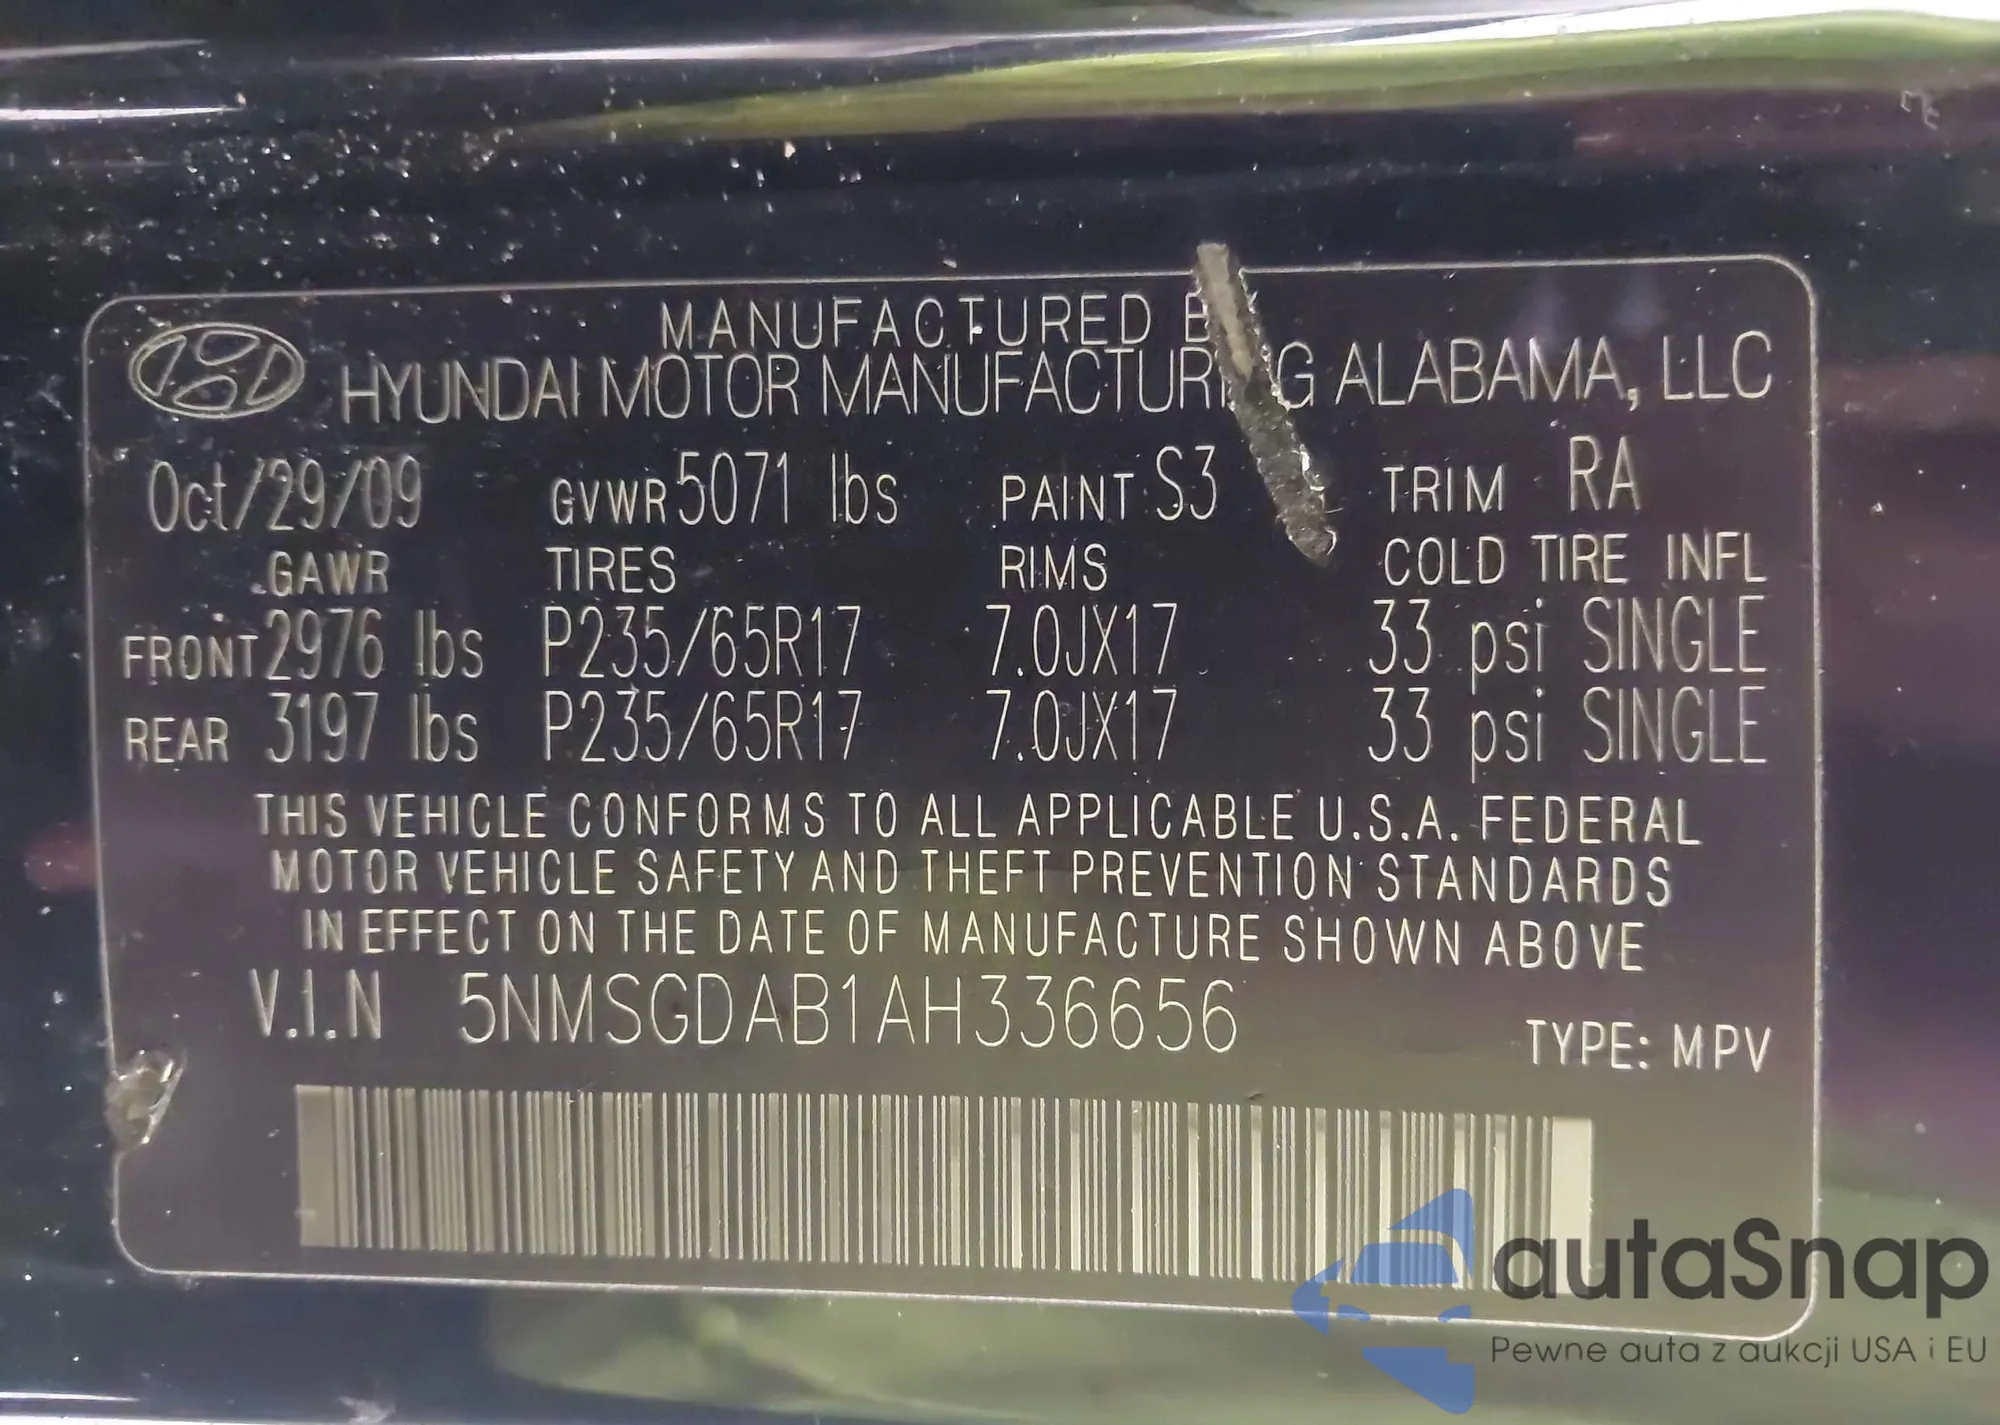 MANUFACTURED BY
HYUNDAI MOTOR MANUFACTURING ALABAMA, LLC
Oct/29/09 GVWR 5071 lbs PAINT S3 TRIM RA
GAWR TIRES RIMS COLD TIRE INFL
FRONT 2976 lbs P235/65R17 7.0JX17 33 psi SINGLE
REAR 3197 lbs P235/65R17 7.0JX17 33 psi SINGLE
THIS VEHICLE CONFORMS TO ALL APPLICABLE U.S.A. FEDERAL
MOTOR VEHICLE SAFETY AND THEFT PREVENTION STANDARDS
IN EFFECT ON THE DATE OF MANUFACTURE SHOWN ABOVE
V.I.N 5NMSGDAB1AH336656
TYPE: MPV
autaSnap
Pewne auta z aukcji USA i EU